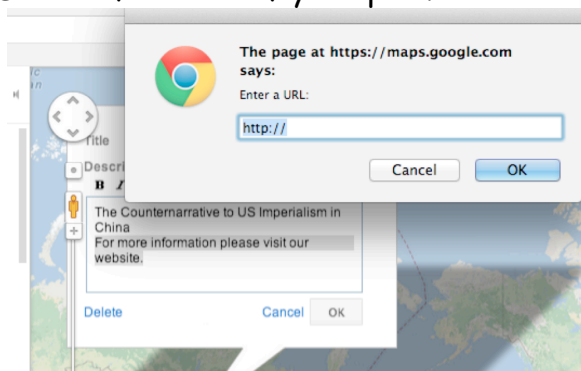 The page at https://maps.google.com
says:
Enter a URL:
http://
Cancel OK
Title
Descri
B I
The Counternarrative to US Imperialism in
China
For more information please visit our
website.
Delete Cancel OK